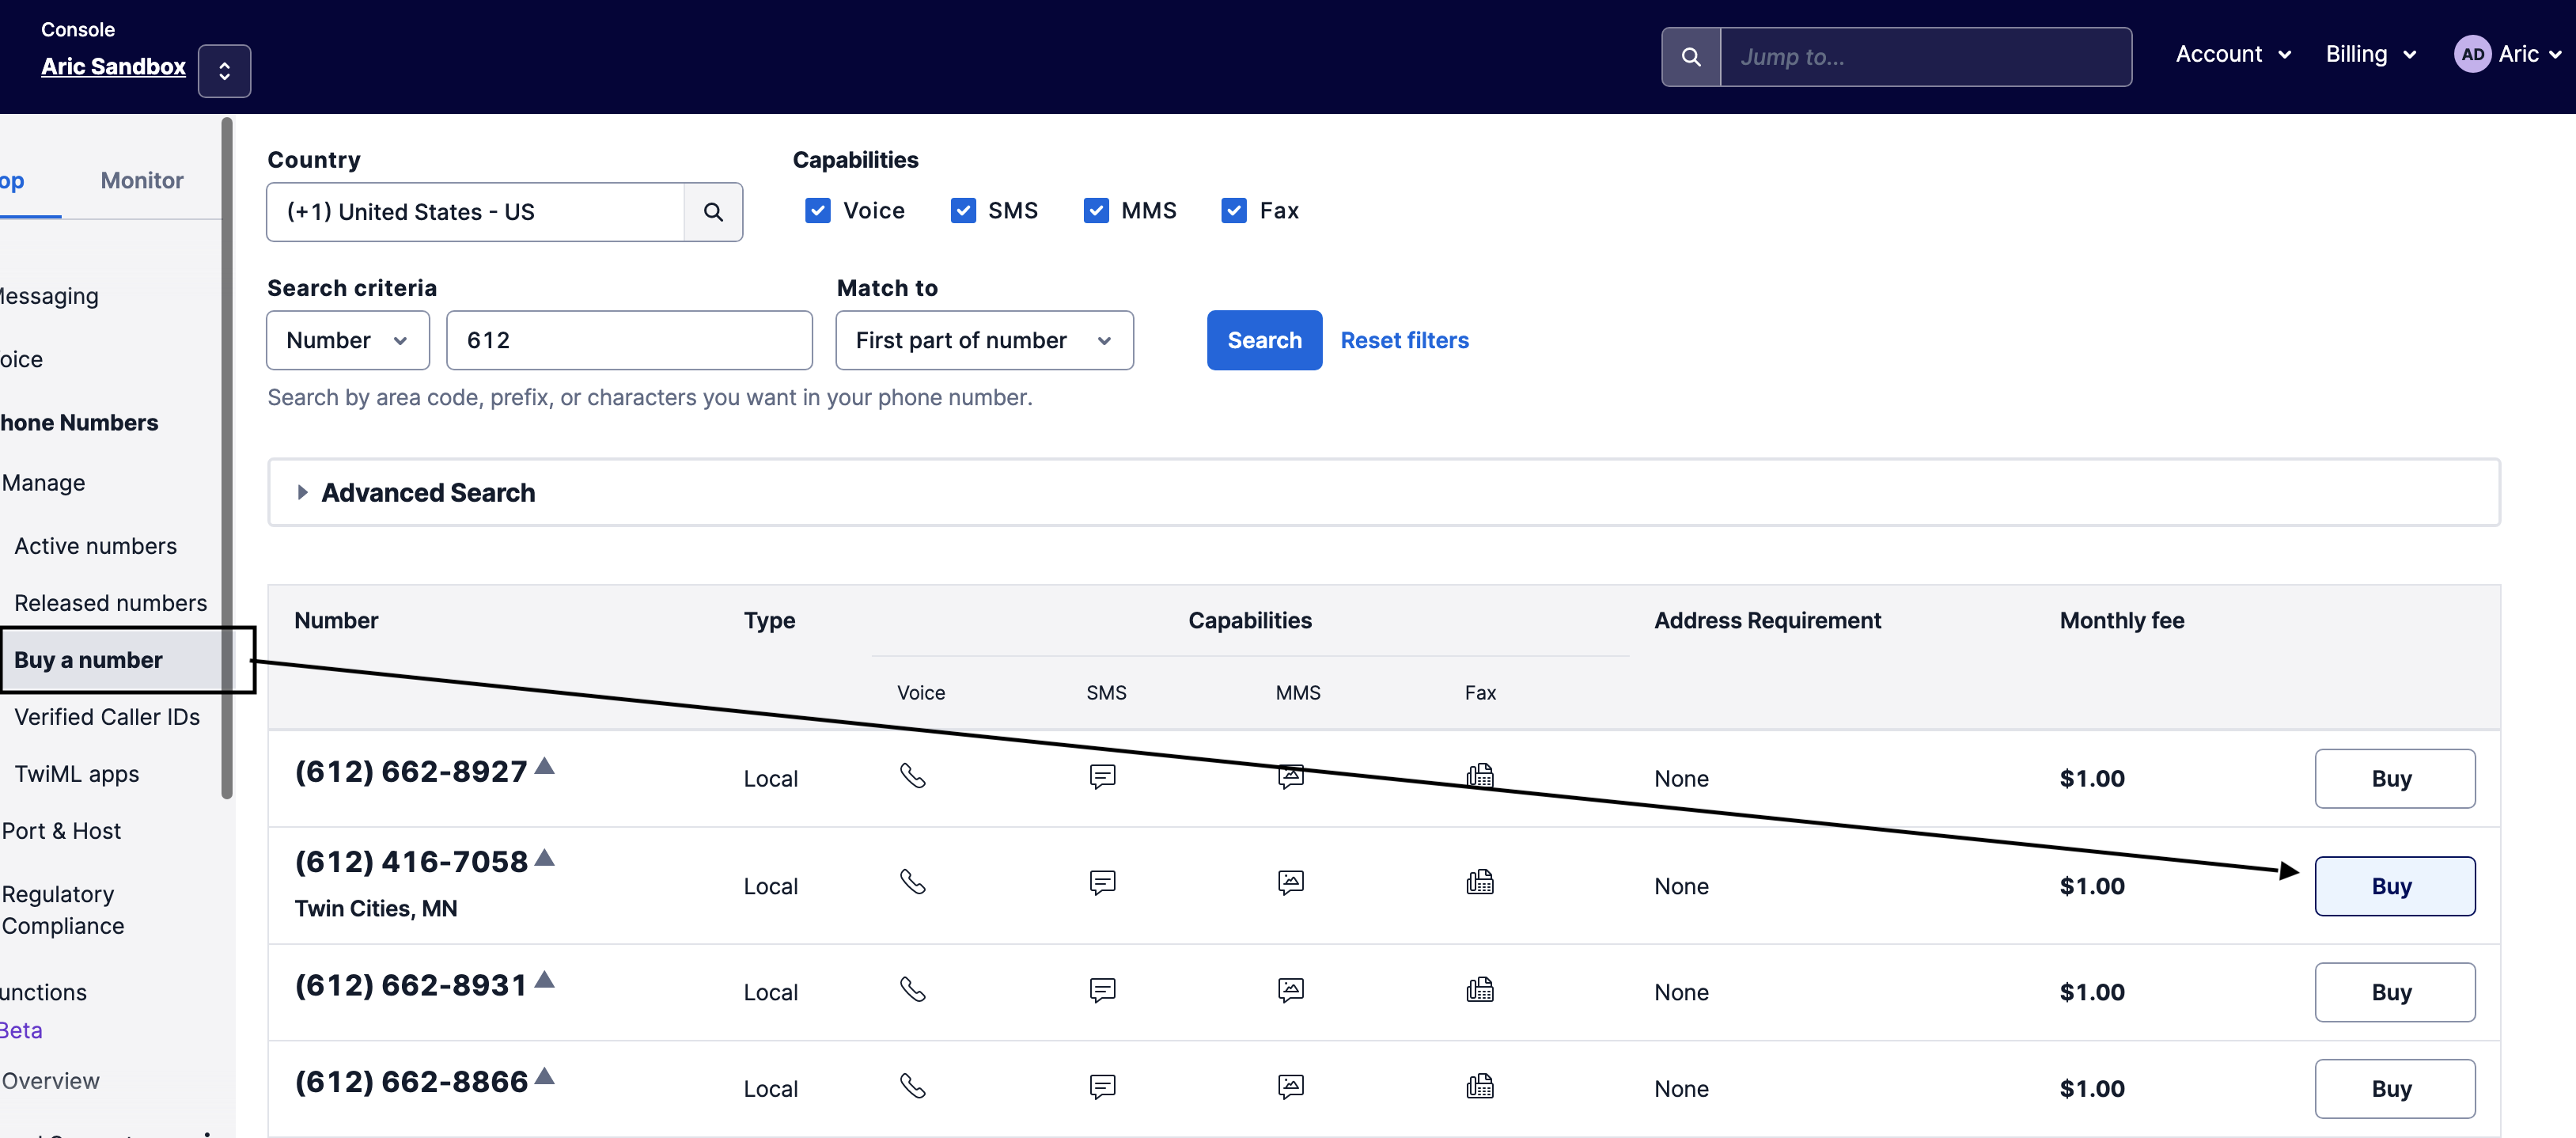 Console
Aric Sandbox
Jump to...
Account
Billing
AD
Aric
op
Monitor
Messaging
oice
hone Numbers
Manage
Active numbers
Released numbers
Buy a number
Verified Caller IDs
TwiML apps
Port & Host
Regulatory
Compliance
unctions
Beta
Overview
Country
(+1) United States - US
Capabilities
Voice
SMS
MMS
Fax
Search criteria
Number
612
Match to
First part of number
Search
Reset filters
Search by area code, prefix, or characters you want in your phone number.
Advanced Search
Number Type Capabilities Address Requirement Monthly fee
Voice SMS MMS Fax
(612) 662-8927 Local None $1.00 Buy
(612) 416-7058 Local None $1.00 Buy
Twin Cities, MN
(612) 662-8931 Local None $1.00 Buy
(612) 662-8866 Local None $1.00 Buy